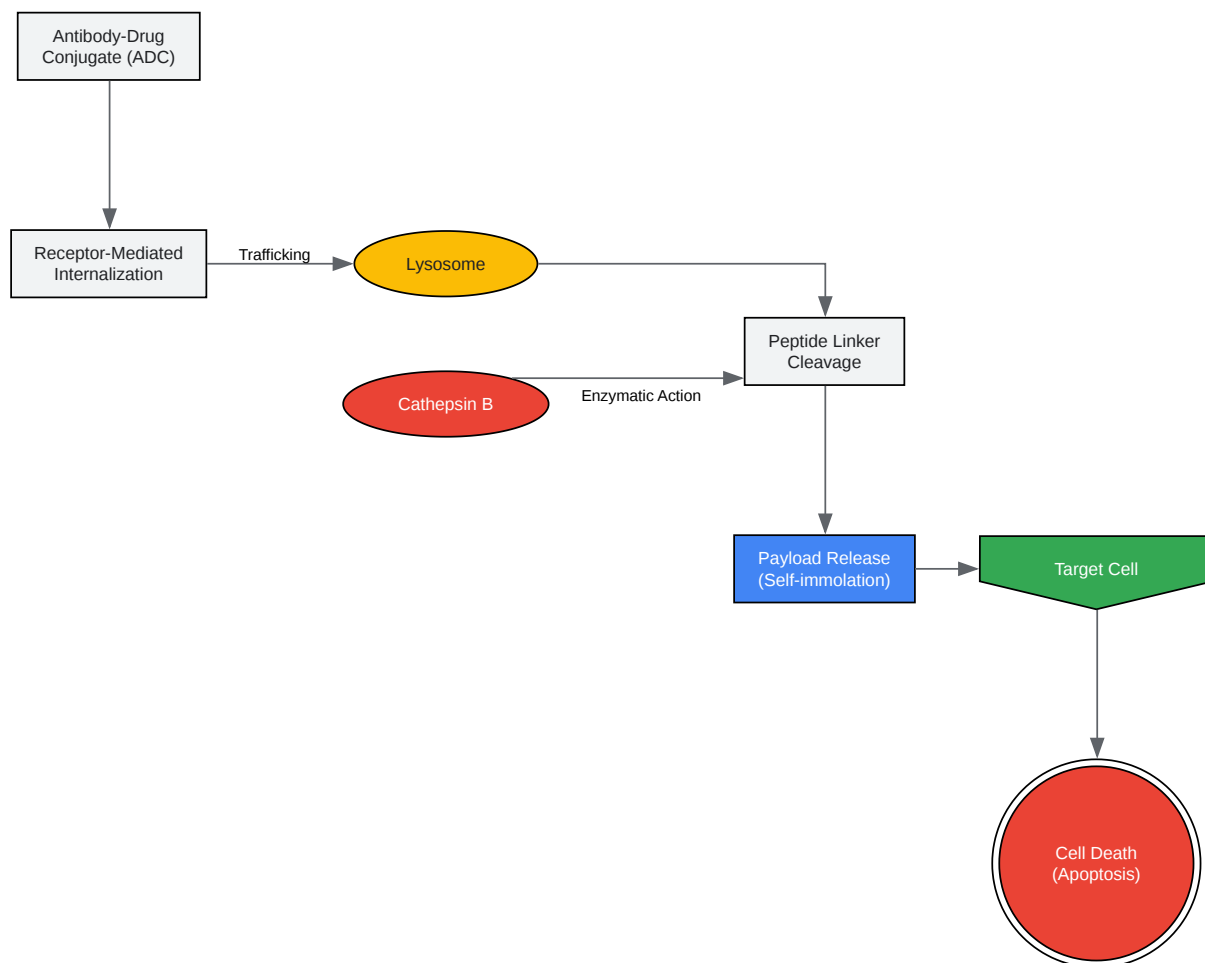 Antibody-Drug
Conjugate (ADC)
Receptor-Mediated
Internalization
Trafficking
Lysosome
Peptide Linker
Cleavage
Cathepsin B
Enzymatic Action
Payload Release
(Self-immolation)
Target Cell
Cell Death
(Apoptosis)